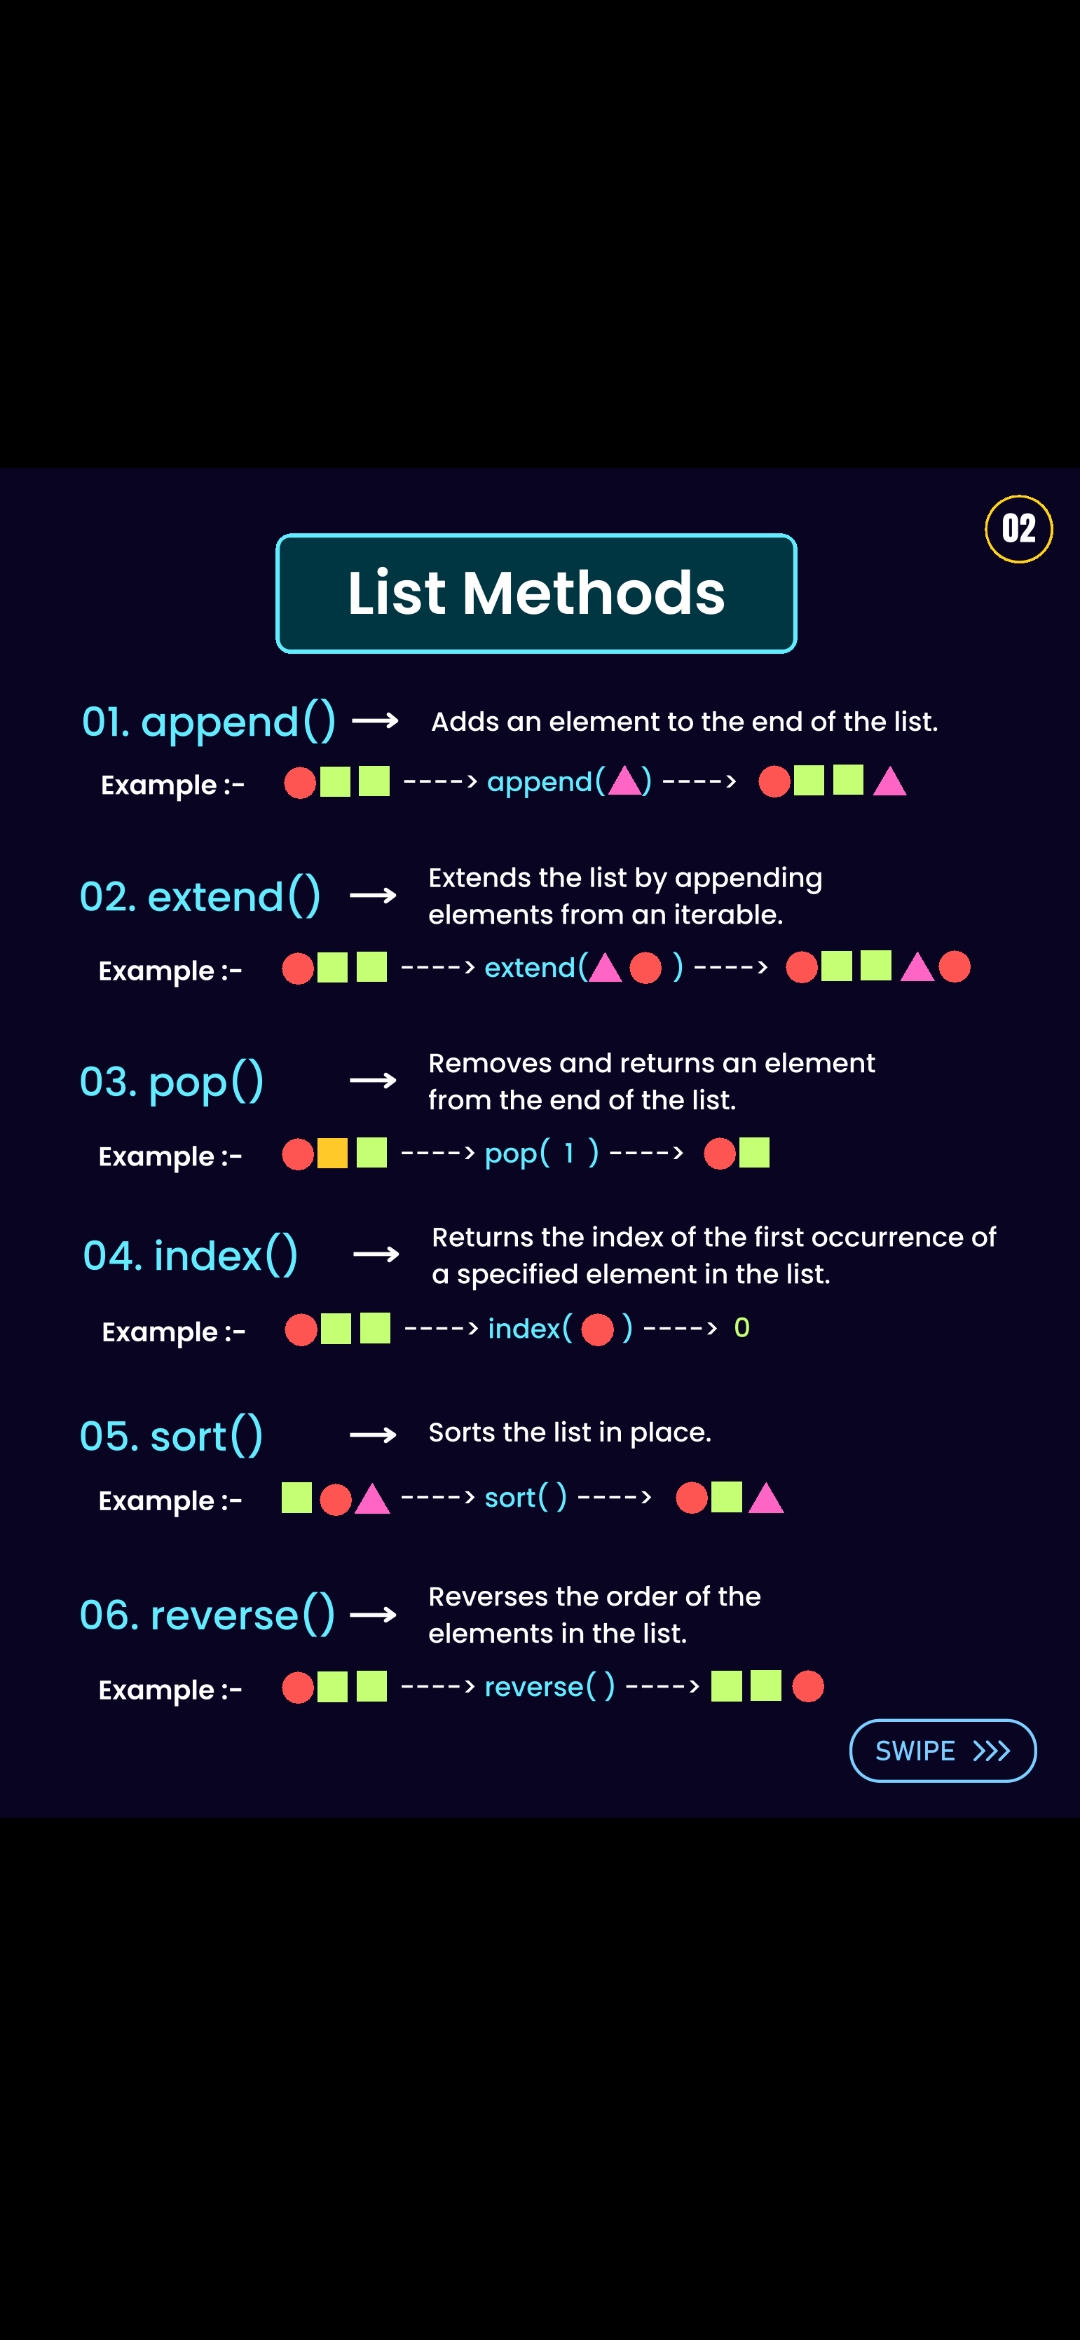 02
List Methods
01. append() → Adds an element to the end of the list.
Example :- ----> append( ) ---->
02. extend() → Extends the list by appending
elements from an iterable.
Example :- ----> extend( ) ---->
03. pop() → Removes and returns an element
from the end of the list.
Example :- ----> pop( 1 ) ---->
04. index() → Returns the index of the first occurrence of
a specified element in the list.
Example :- ----> index( ) ----> 0
05. sort() → Sorts the list in place.
Example :- ----> sort( ) ---->
06. reverse() → Reverses the order of the
elements in the list.
Example :- ----> reverse( ) ---->
SWIPE >>>